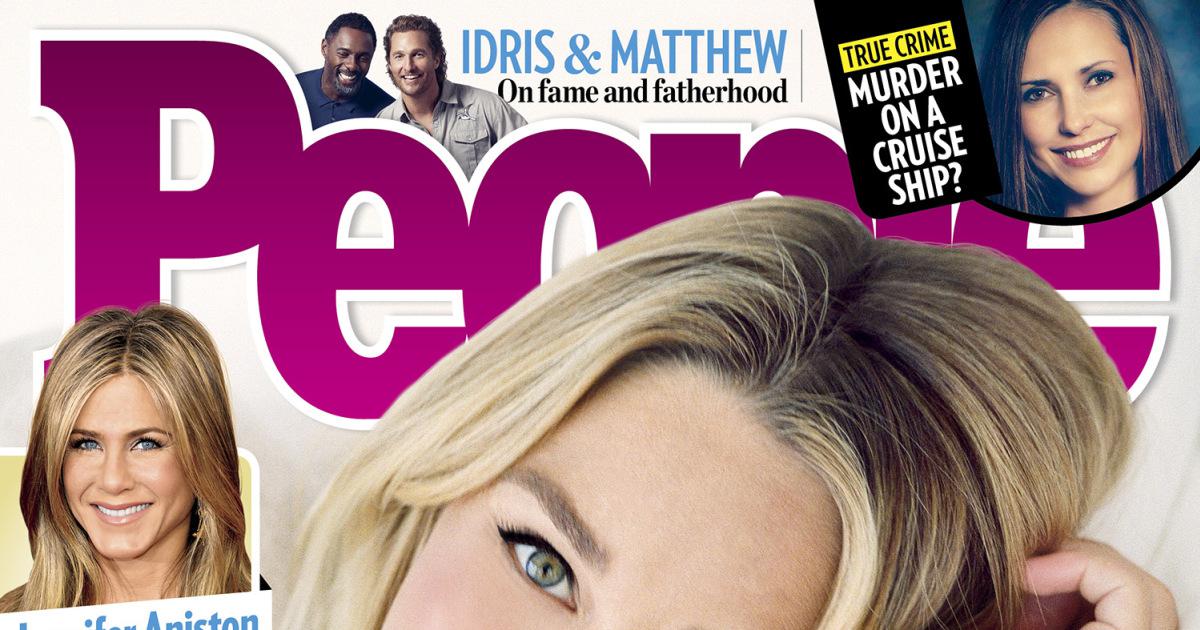 IDRIS & MATTHEW
On fame and fatherhood
TRUE CRIME
MURDER
ON A
CRUISE
SHIP?
People
Jennifer Aniston